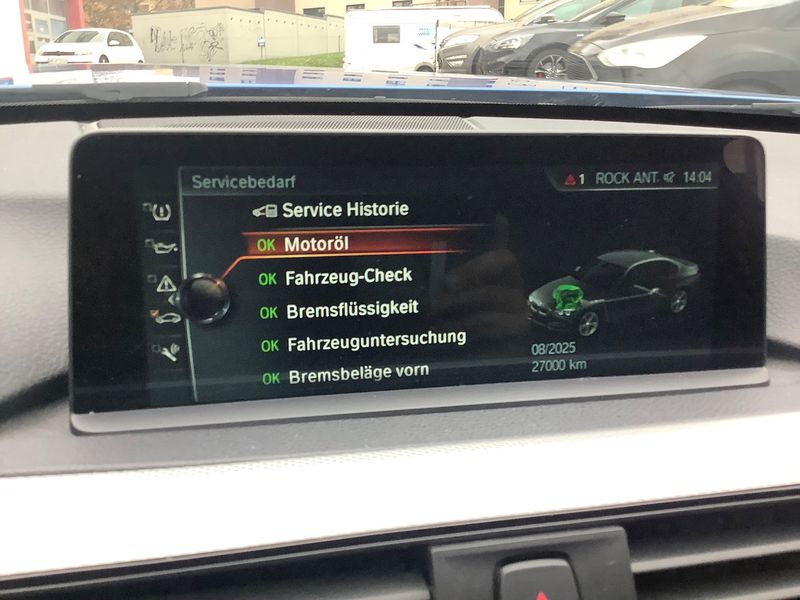 Servicebedarf
1 ROCK ANT. 14:04
Service Historie
OK Motoröl
OK Fahrzeug-Check
OK Bremsflüssigkeit
OK Fahrzeuguntersuchung
OK Bremsbeläge vorn
08/2025
27000 km